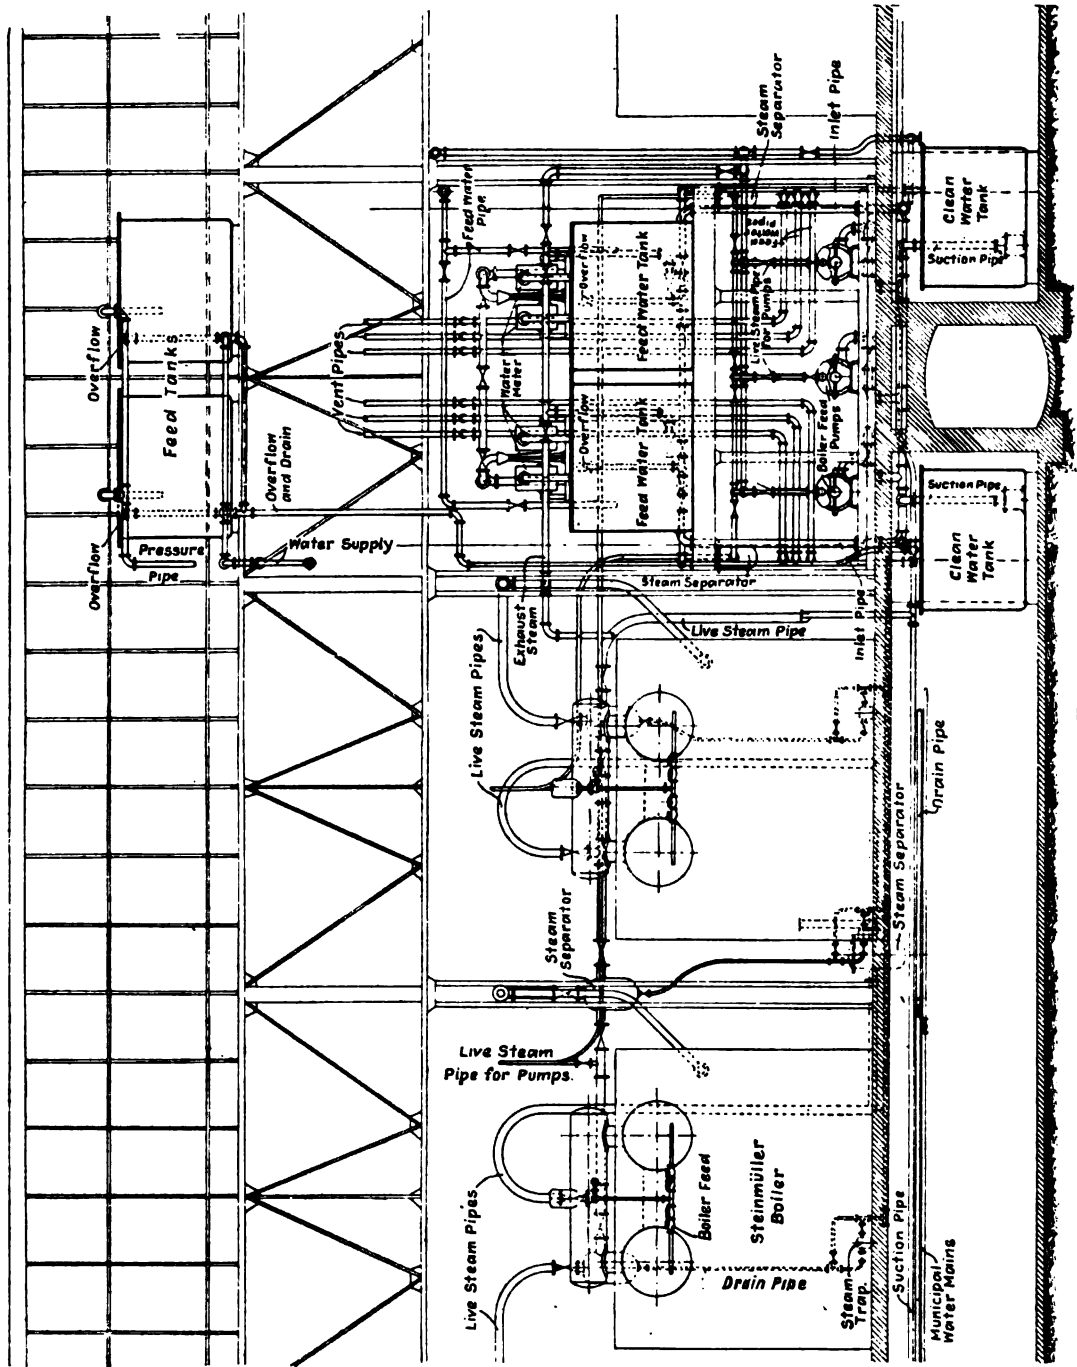 Overflow
Feed Tanks
Overflow
Pressure
Pipe
Overflow
and Drain
Water Supply
Vent Pipes
Feed Water
Pipe
Water
Meter
Overflow
Feed Water Tank
Overflow
Feed Water Tank
Steam
Separator
Inlet Pipe
Feed
Water
Pipes
Live Steam Pipe
For Pumps
Boiler Feed
Pumps
Clean
Water
Tank
Suction Pipe
Suction Pipe
Clean
Water
Tank
Steam Separator
Exhaust
Steam
Live Steam Pipe
Inlet Pipe
Live Steam Pipes
Drain Pipe
Steam Separator
Steam
Separator
Live Steam
Pipe for Pumps.
Live Steam Pipes
Boiler Feed
Steinmüller
Boiler
Drain Pipe
Steam
Trap.
Suction Pipe
Municipal
Water Mains